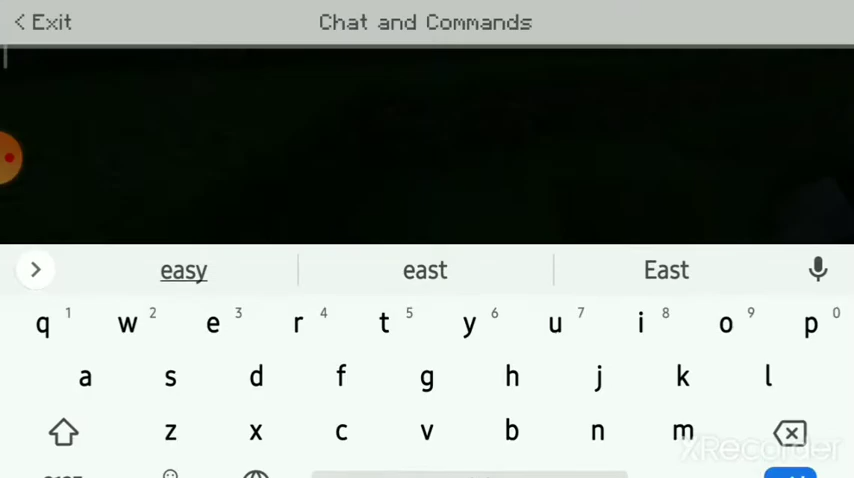 < Exit Chat and Commands
easy east East
q 1 w 2 e 3 r 4 t 5 y 6 u 7 i 8 o 9 p 0
a s d f g h j k l
z x c v b n m
XRecorder